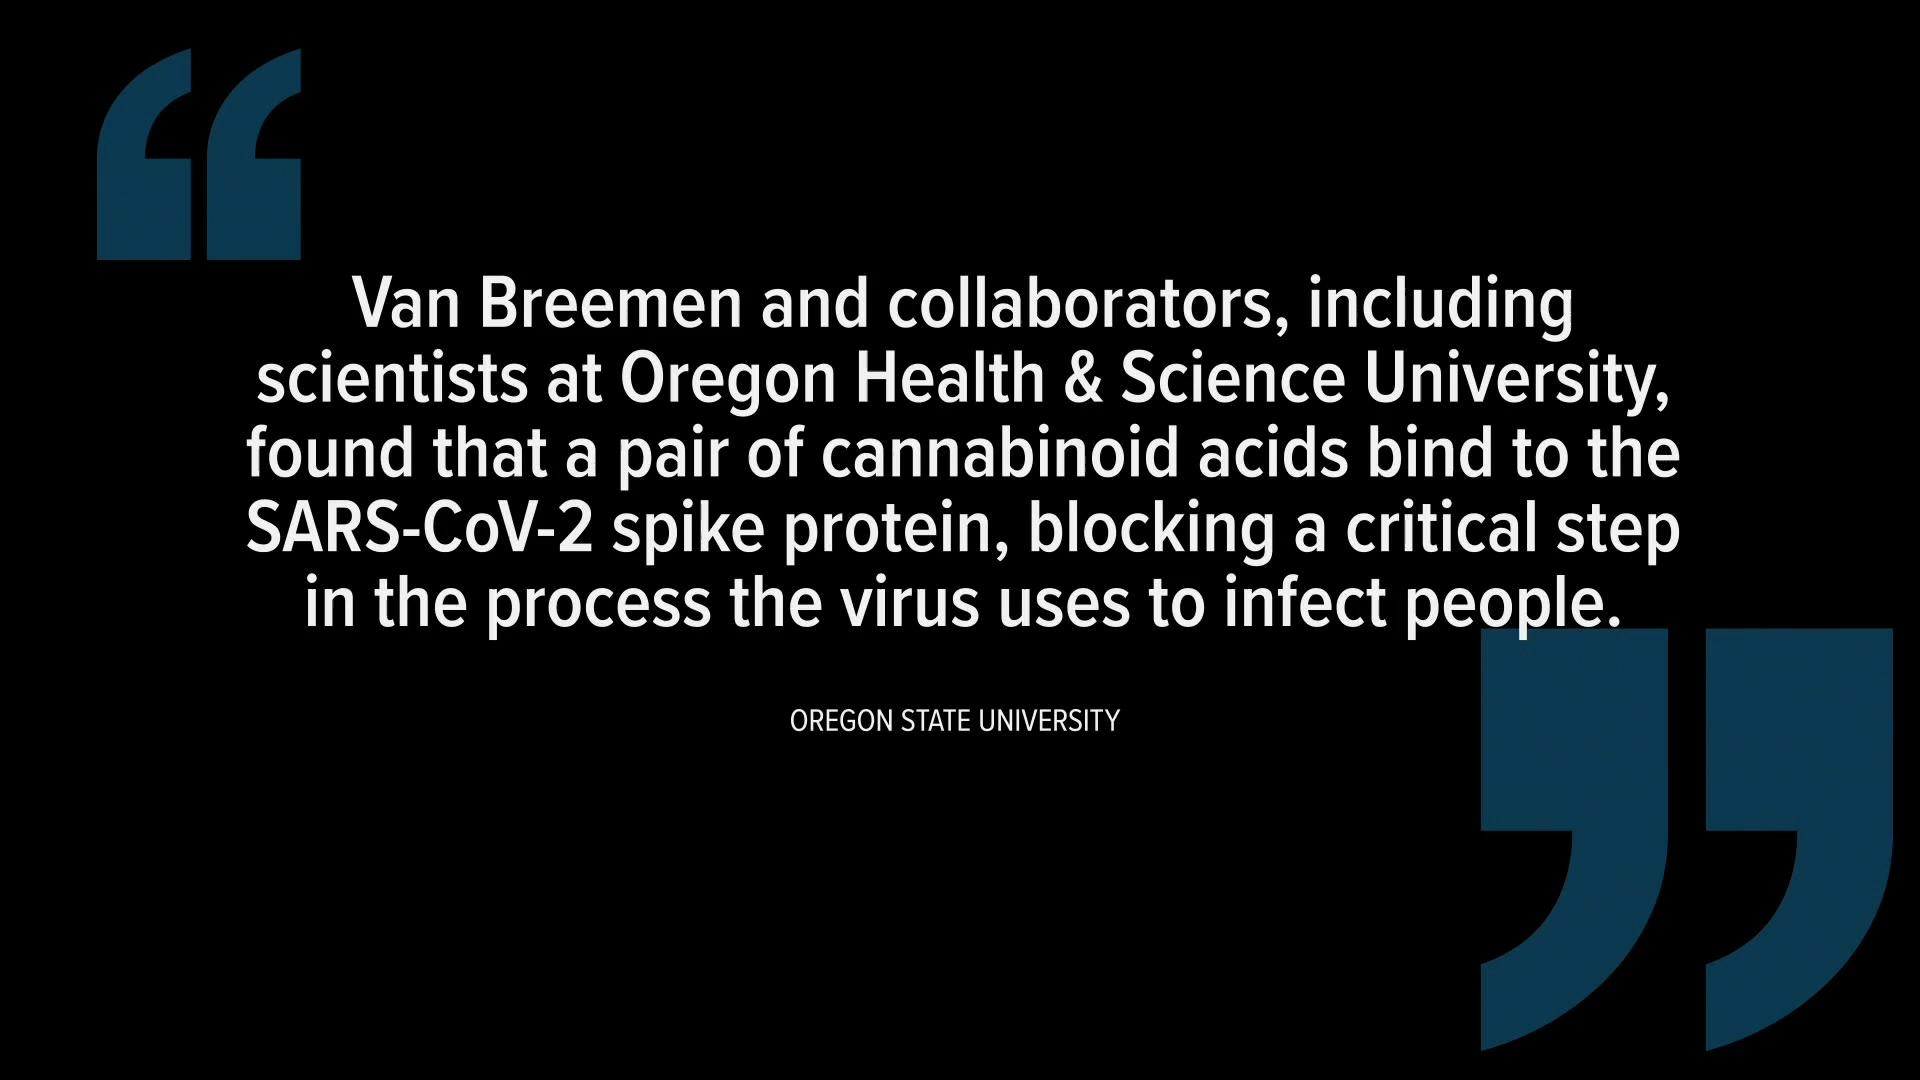 Van Breemen and collaborators, including
scientists at Oregon Health & Science University,
found that a pair of cannabinoid acids bind to the
SARS-CoV-2 spike protein, blocking a critical step
in the process the virus uses to infect people.
OREGON STATE UNIVERSITY